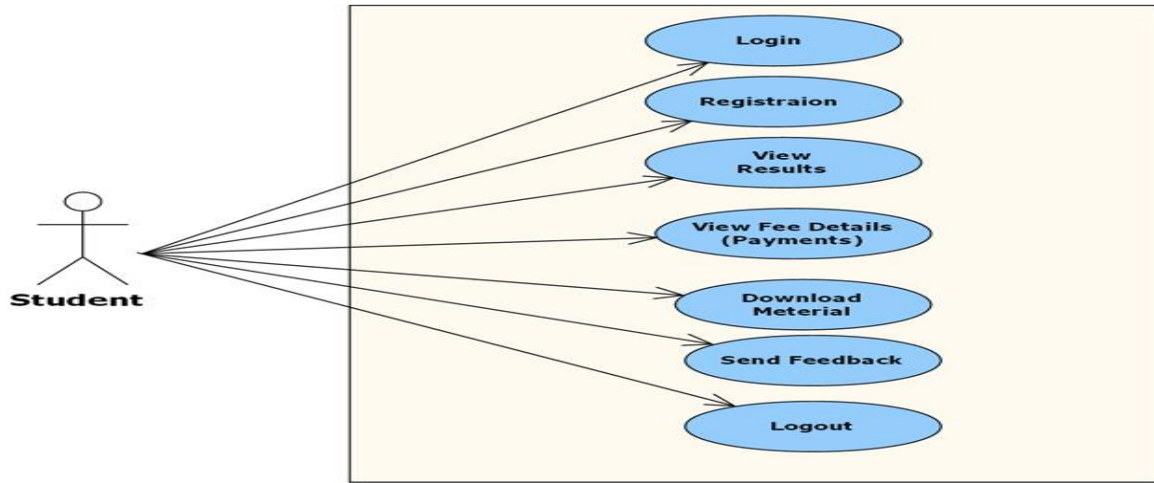 Login
Registraion
View
Results
View Fee Details
(Payments)
Student
Download
Meterial
Send Feedback
Logout